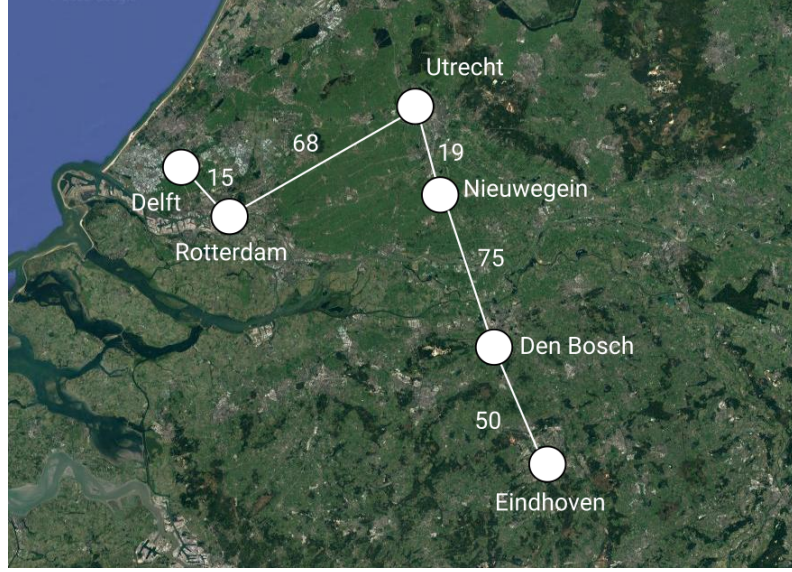 Utrecht
68
19
15
Nieuwegein
Delft
Rotterdam
75
Den Bosch
50
Eindhoven